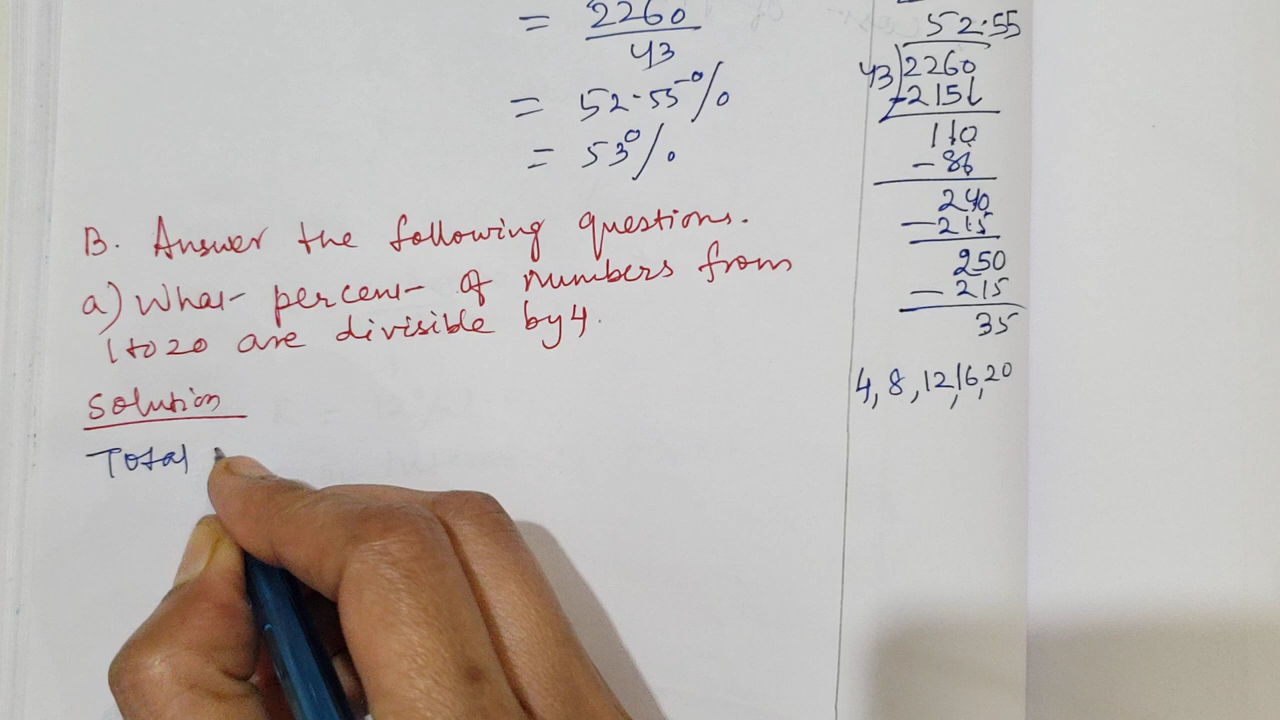 = 2260
43
= 52.55%
= 53%
B. Answer the following questions.
a) What percent of numbers from
1 to 20 are divisible by 4.
Solution
Total
52.55
43)2260
-215
110
- 86
240
- 215
250
- 215
35
4, 8, 12, 16, 20